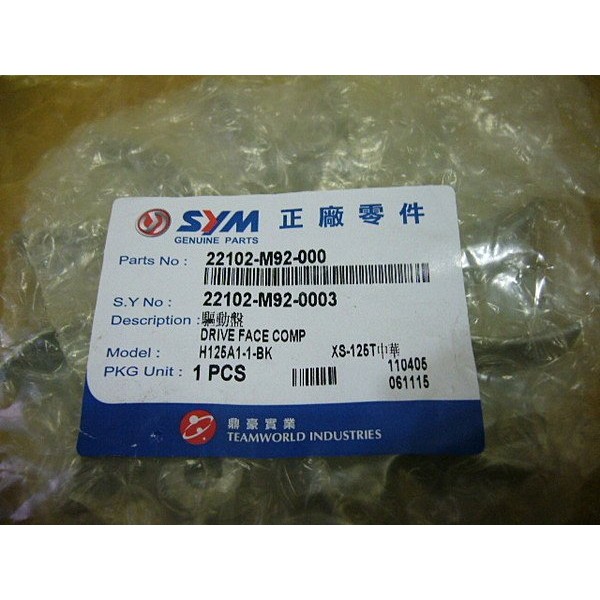 SYM 正廠零件
GENUINE PARTS
Parts No : 22102-M92-000
S.Y No : 22102-M92-0003
Description : 驅動盤
DRIVE FACE COMP
Model : H125A1-1-BK XS-125T中華
110405
PKG Unit : 1 PCS
061115
鼎豪實業
TEAMWORLD INDUSTRIES